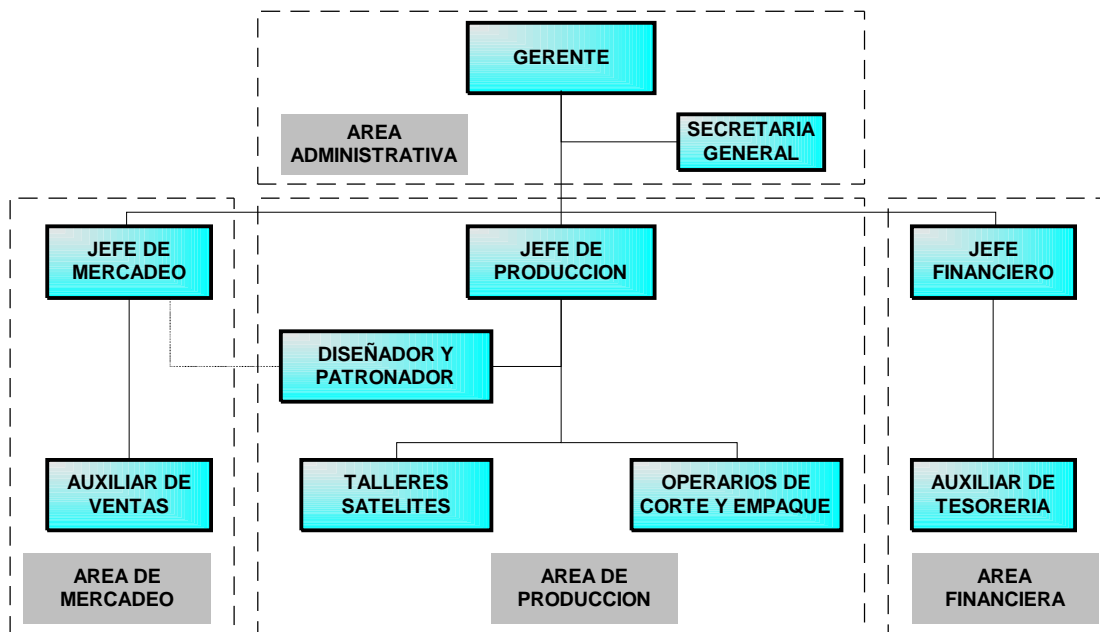 GERENTE
SECRETARIA
GENERAL
AREA
ADMINISTRATIVA
JEFE DE
MERCADEO
JEFE DE
PRODUCCION
JEFE
FINANCIERO
DISEÑADOR Y
PATRONADOR
AUXILIAR DE
VENTAS
TALLERES
SATELITES
OPERARIOS DE
CORTE Y EMPAQUE
AUXILIAR DE
TESORERIA
AREA DE
MERCADEO
AREA DE
PRODUCCION
AREA
FINANCIERA